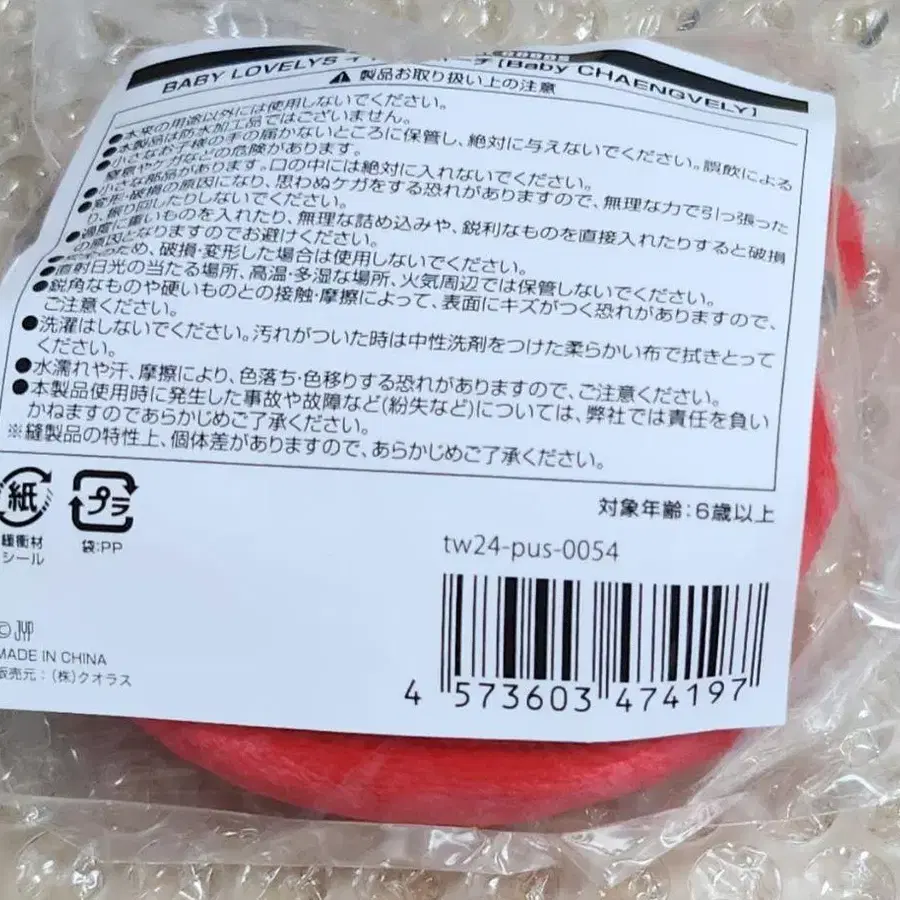 BABY LOVELYS イ チ [Baby CHAENGVELY]
⚠製品お取り扱い上の注意
●本来の用途以外には使用しないでください。
●本製品は防水加工品ではございません。
●小さなお子様の手の届かないところに保管し、絶対に与えないでください。誤飲による
窒息やケガなどの危険があります。
●小さな部品があります。口の中には絶対に入れないでください。
●変形・破損の原因になり、思わぬケガをする恐れがありますので、無理な力で引っ張った
り、振り回したりしないでください。
●過度に重いものを入れたり、無理な詰め込みや、鋭利なものを直接入れたりすると破損
の原因となりますのでお避けください。
のため、破損・変形した場合は使用しないでください。
●直射日光の当たる場所、高温・多湿な場所、火気周辺では保管しないでください。
●鋭角なものや硬いものとの接触・摩擦によって、表面にキズがつく恐れがありますので、
ご注意ください。
●洗濯はしないでください。汚れがついた時は中性洗剤をつけた柔らかい布で拭きとって
ください。
●水濡れや汗、摩擦により、色落ち・色移りする恐れがありますので、ご注意ください。
●本製品使用時に発生した事故や故障など(紛失など)については、弊社では責任を負い
かねますのであらかじめご了承ください。
※縫製品の特性上、個体差がありますので、あらかじめご了承ください。
対象年齢:6歳以上
紙
プラ
緩衝材
シール
袋:PP
tw24-pus-0054
© JYP
MADE IN CHINA
販売元:(株)クオラス
4 573603 474197